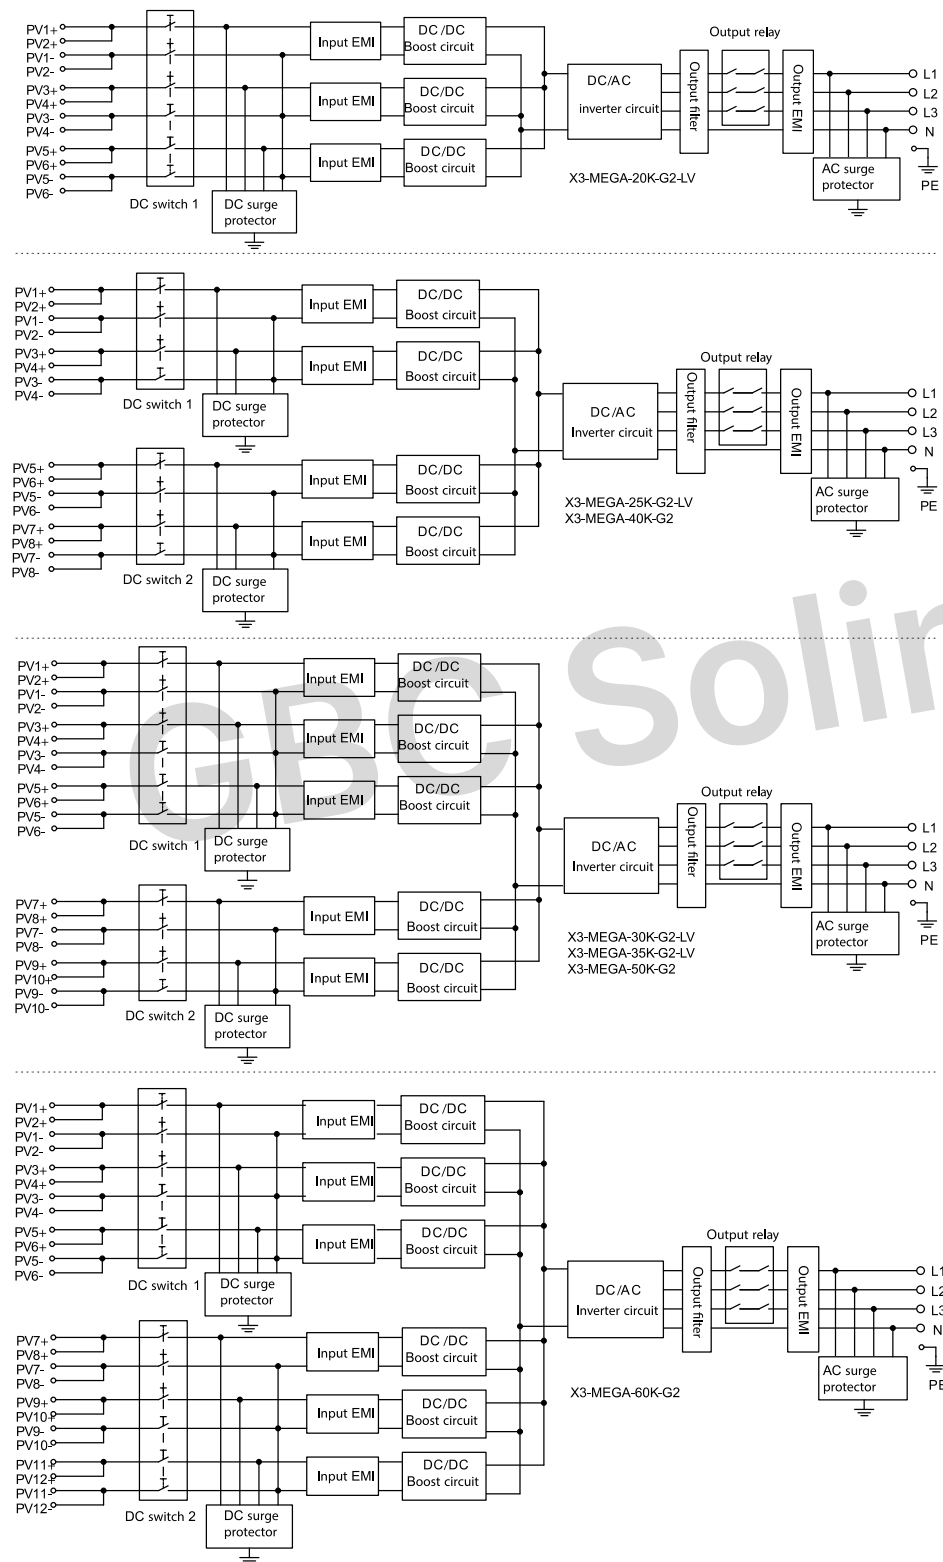 PV1+
PV2+
PV1-
PV2-
PV3+
PV4+
PV3-
PV4-
PV5+
PV6+
PV5-
PV6-
DC switch 1
DC surge
protector
Input EMI
DC /DC
Boost circuit
Input EMI
DC/DC
Boost circuit
Input EMI
DC/DC
Boost circuit
DC/AC
inverter circuit
X3-MEGA-20K-G2-LV
Output filter
Output relay
Output EMI
AC surge
protector
L1
L2
L3
N
PE
PV1+
PV2+
PV1-
PV2-
PV3+
PV4+
PV3-
PV4-
DC switch 1
DC surge
protector
PV5+
PV6+
PV5-
PV6-
PV7+
PV8+
PV7-
PV8-
DC switch 2
DC surge
protector
Input EMI
DC/DC
Boost circuit
Input EMI
DC/DC
Boost circuit
Input EMI
DC/DC
Boost circuit
Input EMI
DC/DC
Boost circuit
DC/AC
Inverter circuit
X3-MEGA-25K-G2-LV
X3-MEGA-40K-G2
Output filter
Output relay
Output EMI
AC surge
protector
L1
L2
L3
N
PE
GBC Solin
PV1+
PV2+
PV1-
PV2-
PV3+
PV4+
PV3-
PV4-
PV5+
PV6+
PV5-
PV6-
DC switch 1
DC surge
protector
PV7+
PV8+
PV7-
PV8-
PV9+
PV10+
PV9-
PV10-
DC switch 2
DC surge
protector
Input EMI
DC /DC
Boost circuit
Input EMI
DC/DC
Boost circuit
Input EMI
DC/DC
Boost circuit
Input EMI
DC/DC
Boost circuit
Input EMI
DC/DC
Boost circuit
DC/AC
Inverter circuit
X3-MEGA-30K-G2-LV
X3-MEGA-35K-G2-LV
X3-MEGA-50K-G2
Output filter
Output relay
Output EMI
AC surge
protector
L1
L2
L3
N
PE
PV1+
PV2+
PV1-
PV2-
PV3+
PV4+
PV3-
PV4-
PV5+
PV6+
PV5-
PV6-
DC switch 1
DC surge
protector
PV7+
PV8+
PV7-
PV8-
PV9+
PV10+
PV9-
PV10-
PV11+
PV12+
PV11-
PV12-
DC switch 2
DC surge
protector
Input EMI
DC /DC
Boost circuit
Input EMI
DC/DC
Boost circuit
Input EMI
DC/DC
Boost circuit
Input EMI
DC /DC
Boost circuit
Input EMI
DC/DC
Boost circuit
Input EMI
DC/DC
Boost circuit
DC/AC
Inverter circuit
X3-MEGA-60K-G2
Output filter
Output relay
Output EMI
AC surge
protector
L1
L2
L3
N
PE